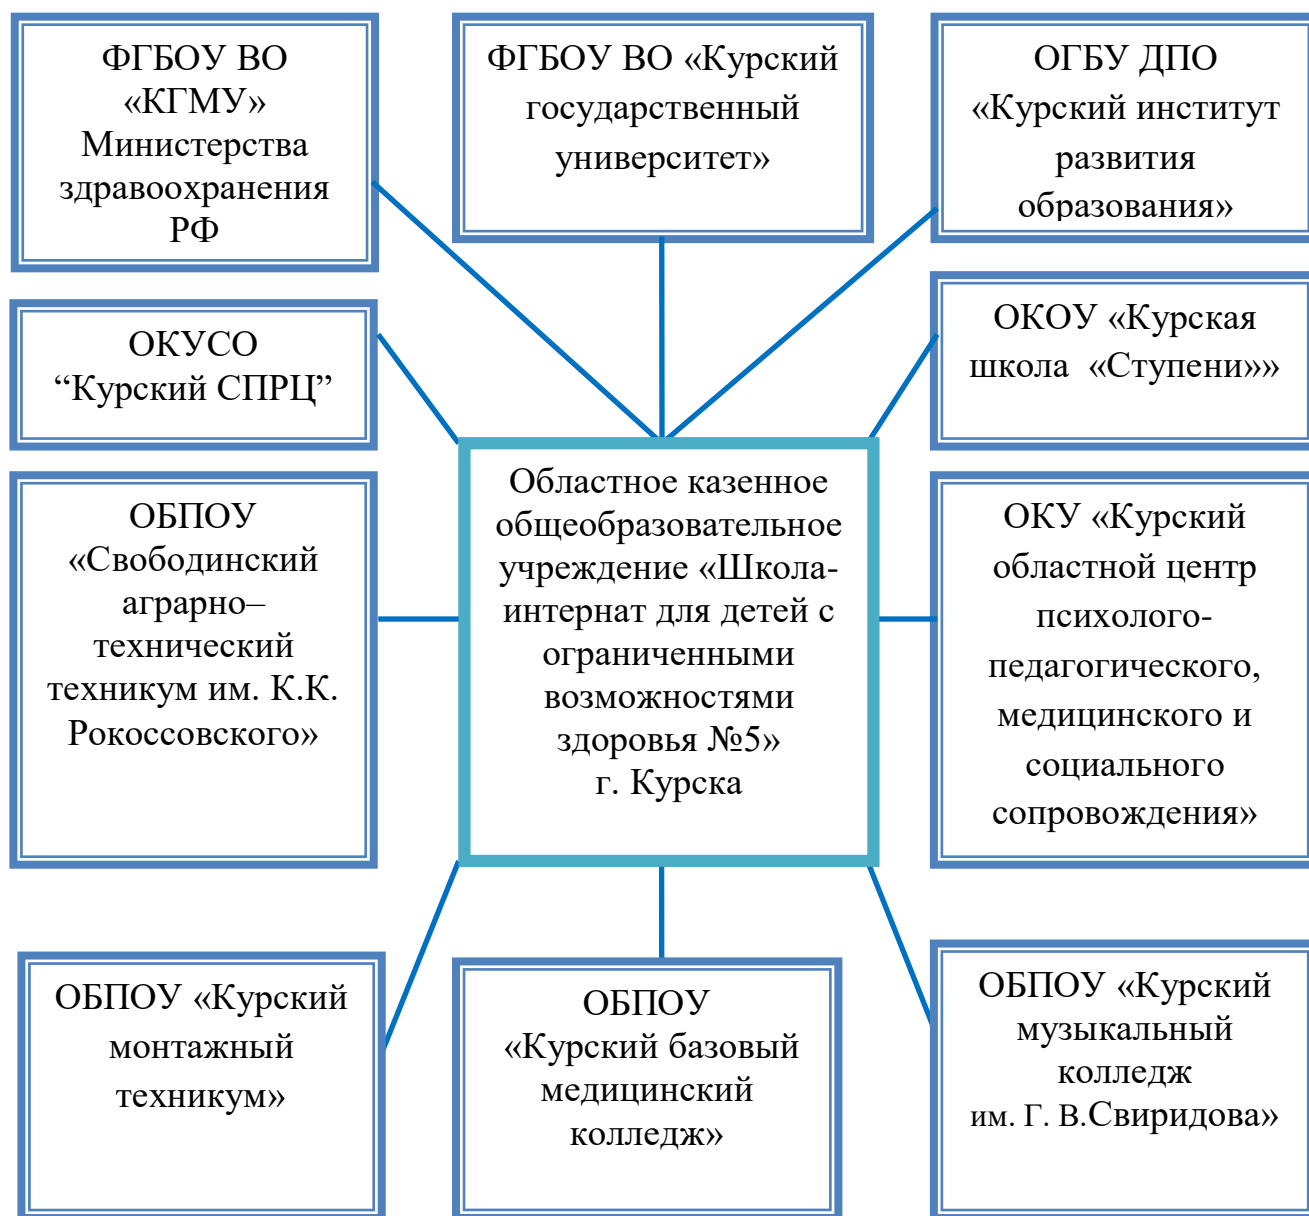 ФГБОУ ВО
«КГМУ»
Министерства
здравоохранения
РФ
ФГБОУ ВО «Курский
государственный
университет»
ОГБУ ДПО
«Курский институт
развития
образования»
ОКУСО
“Курский СПРЦ”
ОКОУ «Курская
школа «Ступени»»
ОБПОУ
«Свободинский
аграрно–
технический
техникум им. К.К.
Рокоссовского»
Областное казенное
общеобразовательное
учреждение «Школа-
интернат для детей с
ограниченными
возможностями
здоровья №5»
г. Курска
ОКУ «Курский
областной центр
психолого-
педагогического,
медицинского и
социального
сопровождения»
ОБПОУ «Курский
монтажный
техникум»
ОБПОУ
«Курский базовый
медицинский
колледж»
ОБПОУ «Курский
музыкальный
колледж
им. Г. В.Свиридова»